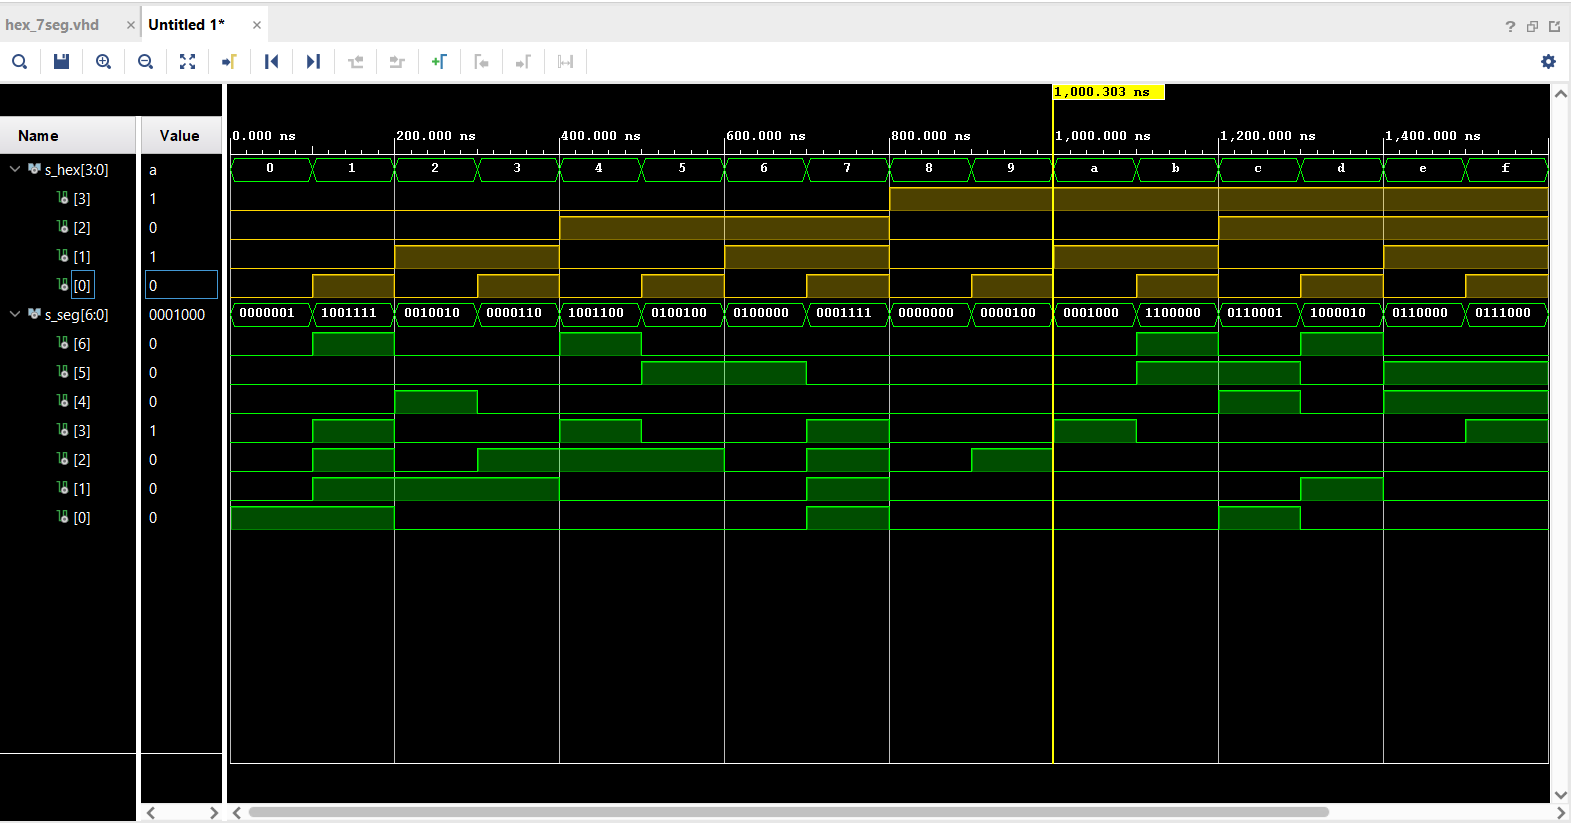 hex_7seg.vhd × Untitled 1* ×
?
1,000.303 ns
Name Value 0.000 ns 200.000 ns 400.000 ns 600.000 ns 800.000 ns 1,000.000 ns 1,200.000 ns 1,400.000 ns
s_hex[3:0] a 0 1 2 3 4 5 6 7 8 9 a b c d e f
[3] 1
[2] 0
[1] 1
[0] 0
s_seg[6:0] 0001000 0000001 1001111 0010010 0000110 1001100 0100100 0100000 0001111 0000000 0000100 0001000 1100000 0110001 1000010 0110000 0111000
[6] 0
[5] 0
[4] 0
[3] 1
[2] 0
[1] 0
[0] 0